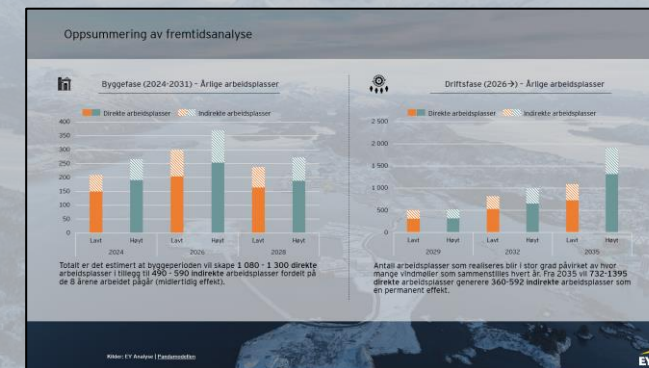 Oppsummering av fremtidsanalyse
Byggefase (2024-2031) – Årlige arbeidsplasser
Direkte arbeidsplasser
Indirekte arbeidsplasser
400
350
300
250
200
150
100
50
0
Lavt Høyt Lavt Høyt Lavt Høyt
2024 2026 2028
Totalt er det estimert at byggeperioden vil skape 1 080 - 1 300 direkte
arbeidsplasser i tillegg til 490 - 590 indirekte arbeidsplasser fordelt på
de 8 årene arbeidet pågår (midlertidig effekt).
Driftsfase (2026→) – Årlige arbeidsplasser
Direkte arbeidsplasser
Indirekte arbeidsplasser
2 500
2 000
1 500
1 000
500
0
Lavt Høyt Lavt Høyt Lavt Høyt
2029 2032 2035
Antall arbeidsplasser som realiseres blir i stor grad påvirket av hvor
mange vindmøller som sammenstilles hvert år. Fra 2035 vil 732-1395
direkte arbeidsplasser generere 360-592 indirekte arbeidsplasser som
en permanent effekt.
Kilder: EY Analyse | Pandamodellen
EY